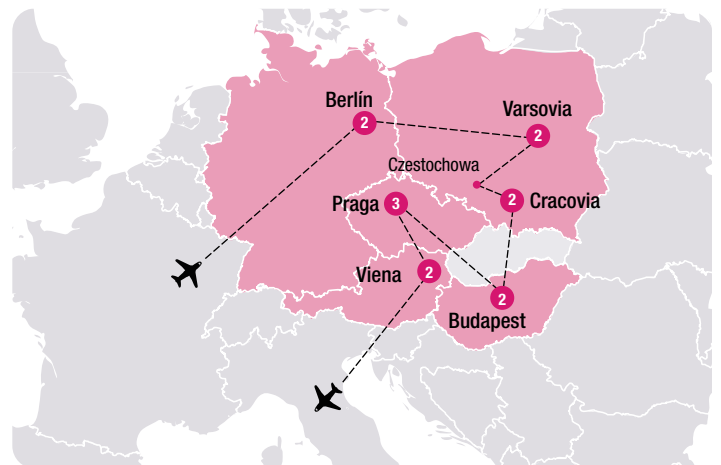 Berlín
2
Varsovia
2
Czestochowa
Praga
3
2
Cracovia
Viena
2
2
Budapest